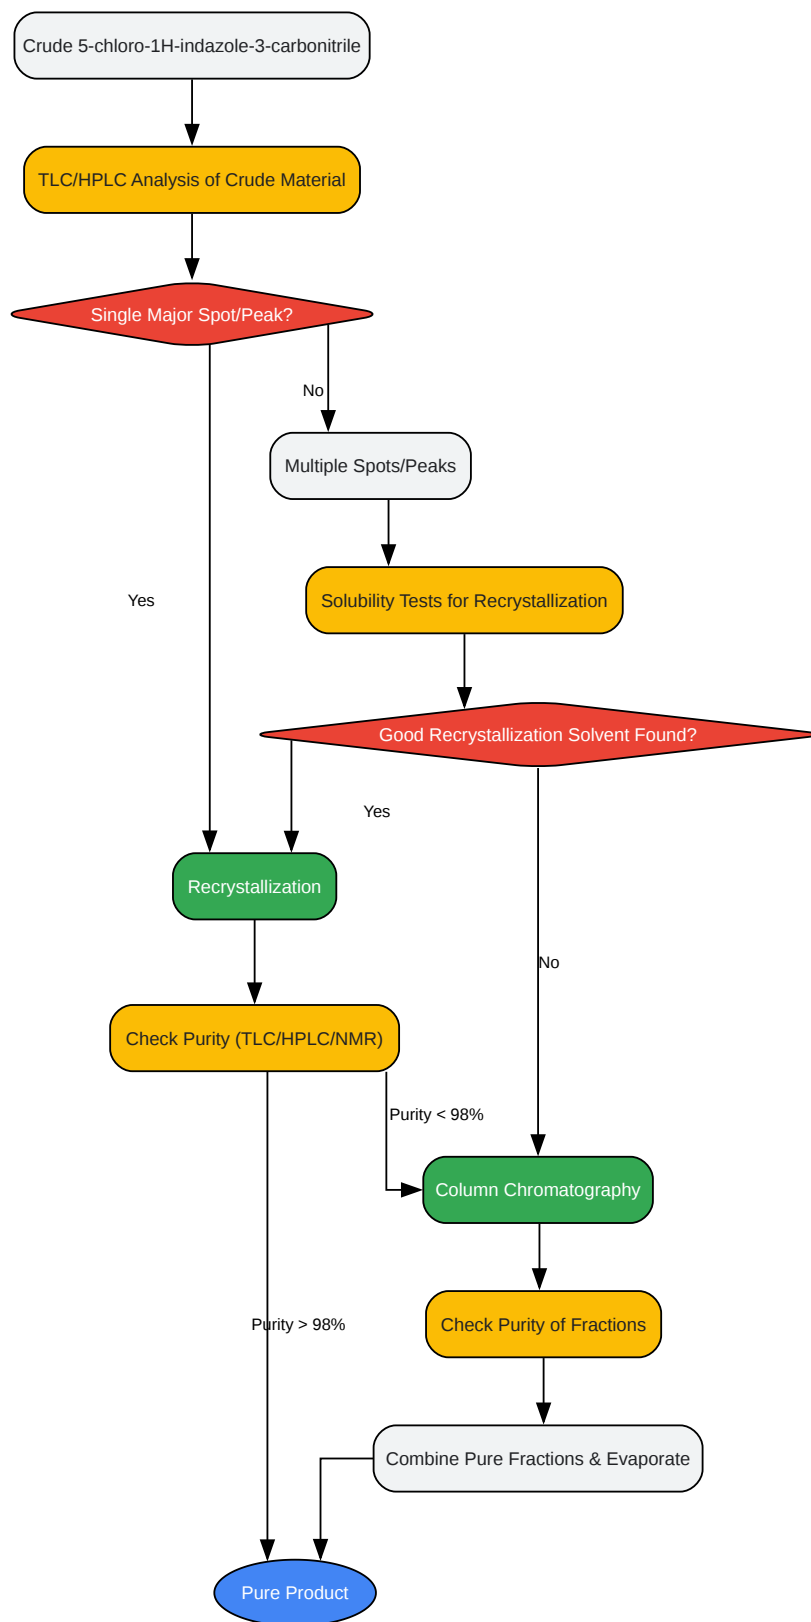 Crude 5-chloro-1H-indazole-3-carbonitrile
TLC/HPLC Analysis of Crude Material
Single Major Spot/Peak?
No
Multiple Spots/Peaks
Yes
Solubility Tests for Recrystallization
Good Recrystallization Solvent Found?
Yes
Recrystallization
No
Check Purity (TLC/HPLC/NMR)
Purity < 98%
Column Chromatography
Purity > 98%
Check Purity of Fractions
Combine Pure Fractions & Evaporate
Pure Product